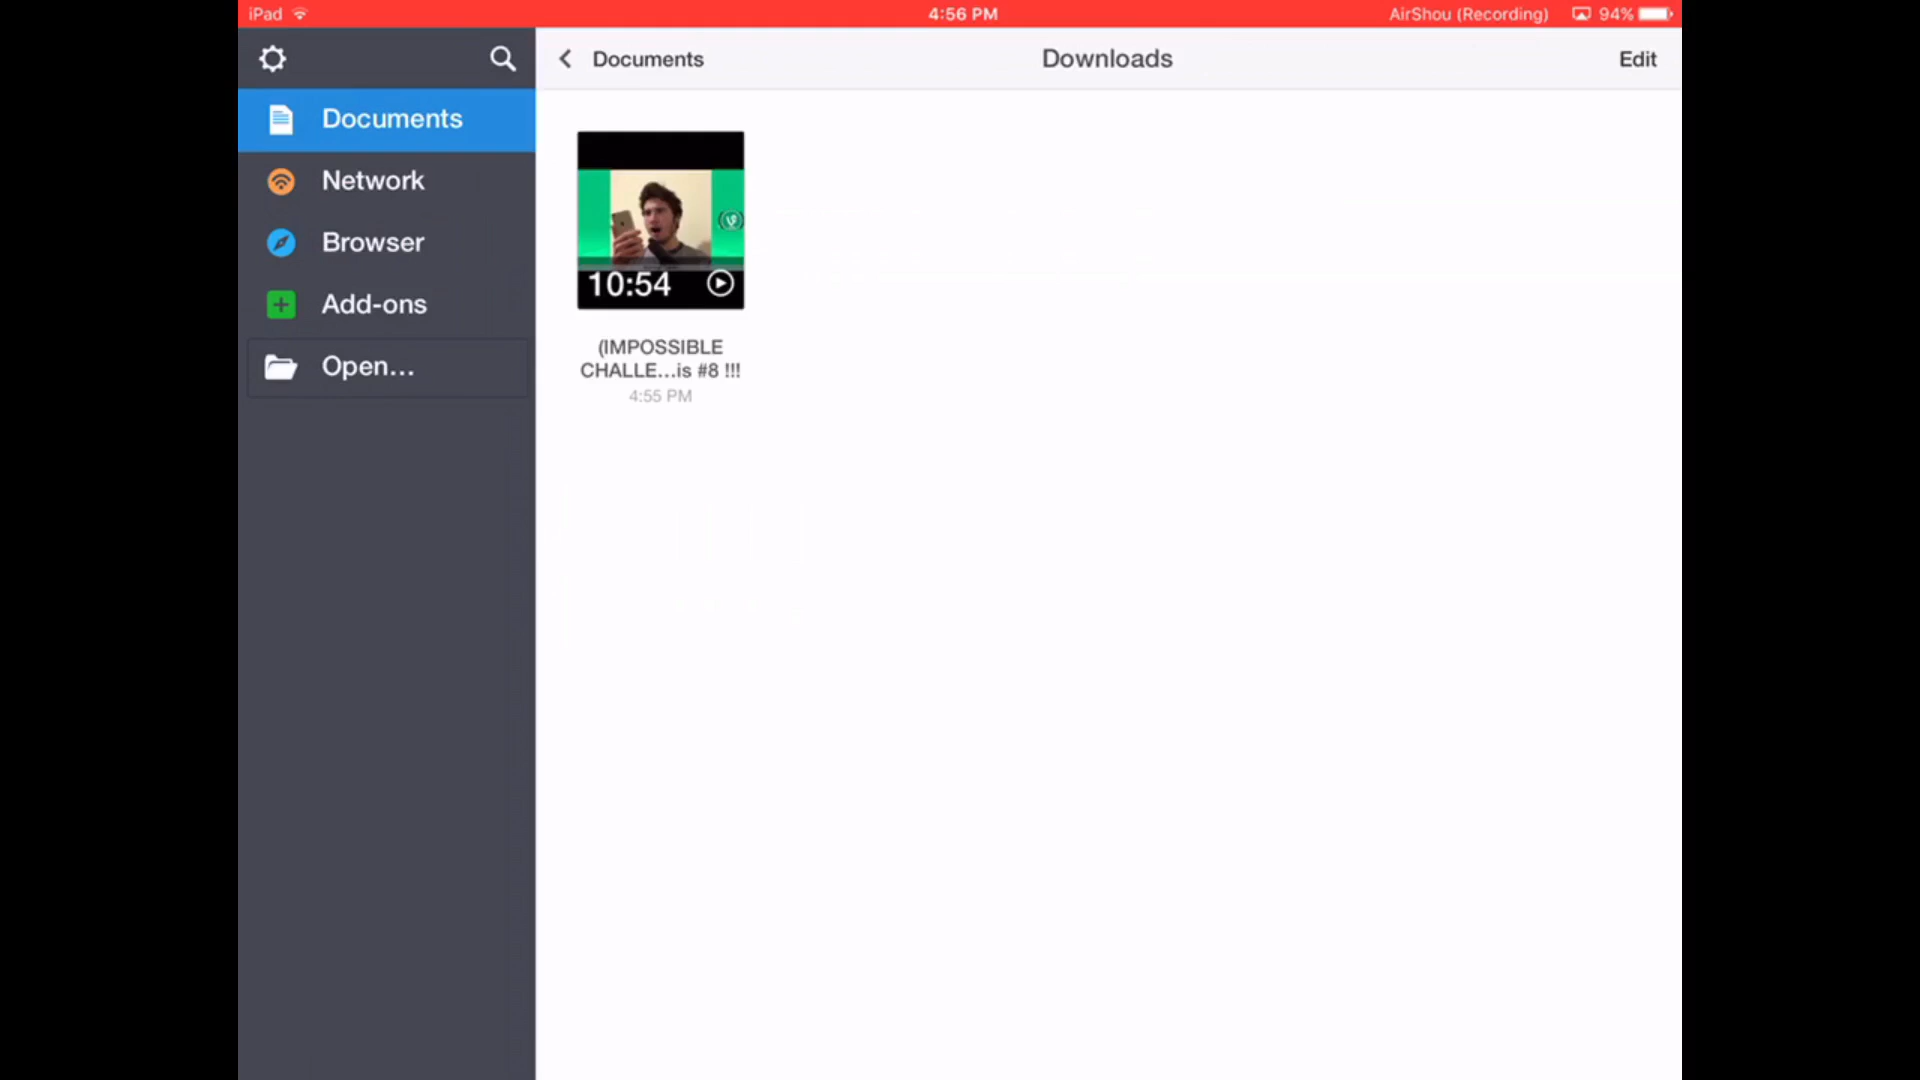 iPad
4:56 PM
AirShou (Recording)
94%
Documents
Network
Browser
Add-ons
Open...
Documents
Downloads
Edit
10:54
(IMPOSSIBLE
CHALLE...is #8 !!!
4:55 PM